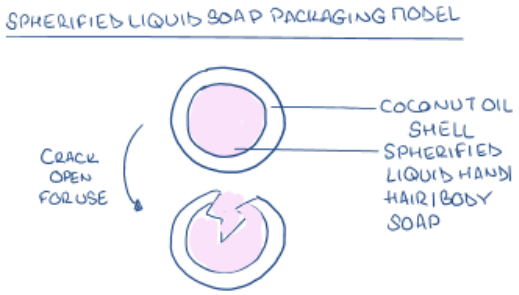 SPHERIFIED LIQUID SOAP PACKAGING MODEL
COCONUT OIL
SHELL
SPHERIFIED
LIQUID HAND/
HAIR/BODY
SOAP
CRACK
OPEN
FOR USE